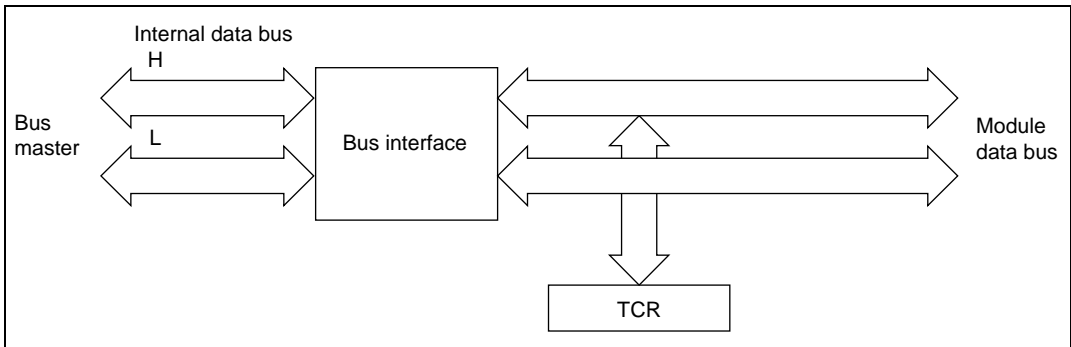 Internal data bus
H
Bus
master
L
Bus interface
Module
data bus
TCR